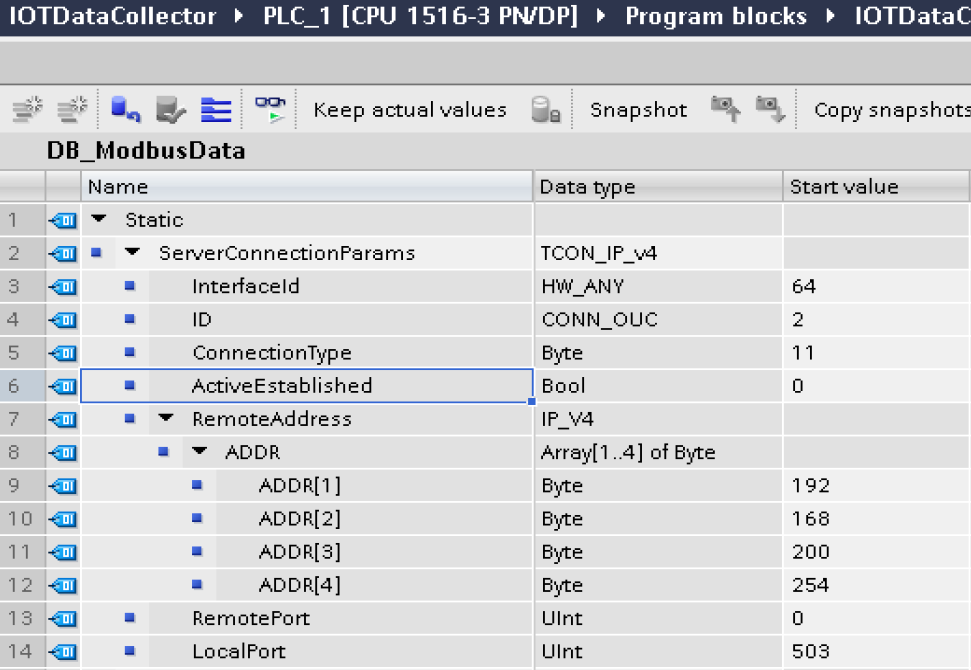 IOTDataCollector ▸ PLC_1 [CPU 1516-3 PN/DP] ▸ Program blocks ▸ IOTDataC
Keep actual values Snapshot Copy snapshots
DB_ModbusData
Name Data type Start value
1 Static
2 ServerConnectionParams TCON_IP_v4
3 InterfaceId HW_ANY 64
4 ID CONN_OUC 2
5 ConnectionType Byte 11
6 ActiveEstablished Bool 0
7 RemoteAddress IP_V4
8 ADDR Array[1..4] of Byte
9 ADDR[1] Byte 192
10 ADDR[2] Byte 168
11 ADDR[3] Byte 200
12 ADDR[4] Byte 254
13 RemotePort UInt 0
14 LocalPort UInt 503